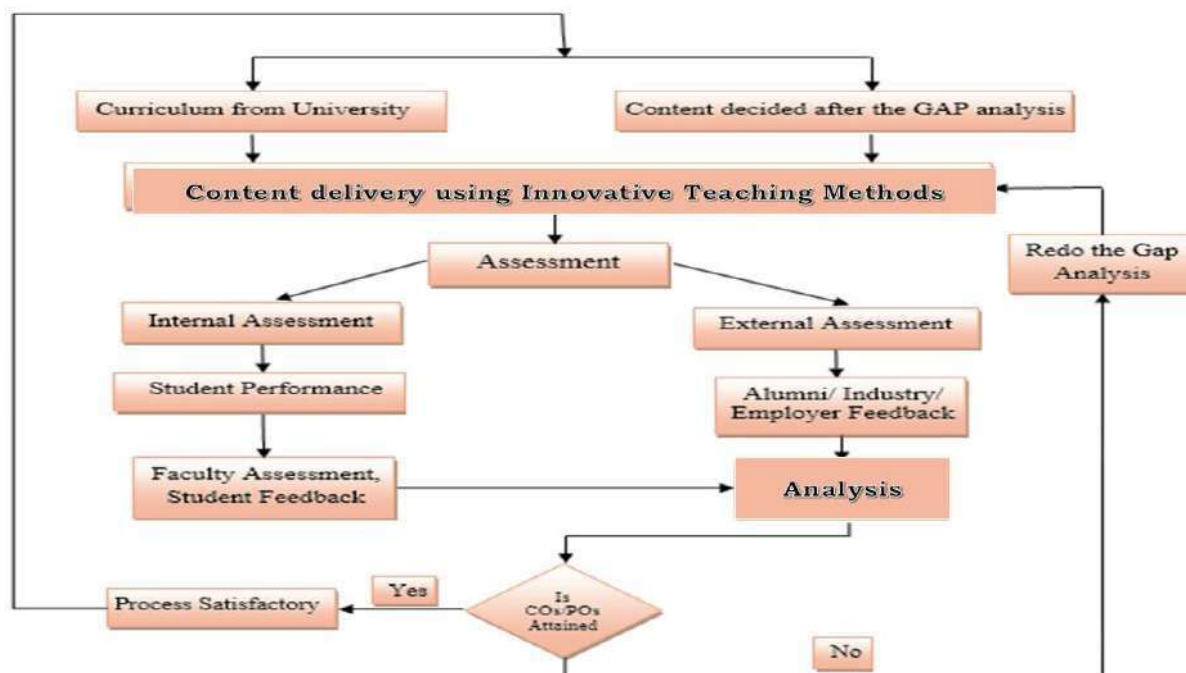 Curriculum from University
Content decided after the GAP analysis
Content delivery using Innovative Teaching Methods
Redo the Gap
Analysis
Assessment
Internal Assessment
External Assessment
Student Performance
Alumni/ Industry/
Employer Feedback
Faculty Assessment,
Student Feedback
Analysis
Process Satisfactory
Yes
Is
COs/POs
Attained
No